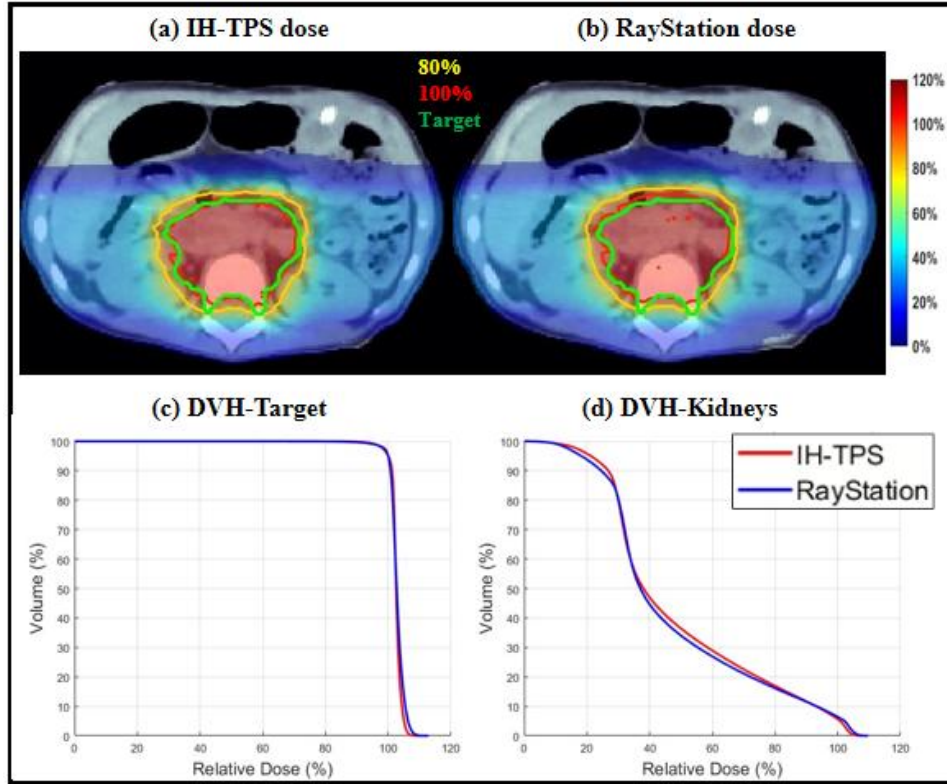 (a) IH-TPS dose
(b) RayStation dose
80%
100%
Target
120%
100%
80%
60%
40%
20%
0%
(c) DVH-Target
(d) DVH-Kidneys
100
90
80
70
60
50
40
30
20
10
0
Volume (%)
0 20 40 60 80 100 120
Relative Dose (%)
100
90
80
70
60
50
40
30
20
10
0
Volume (%)
0 20 40 60 80 100 120
Relative Dose (%)
IH-TPS
RayStation